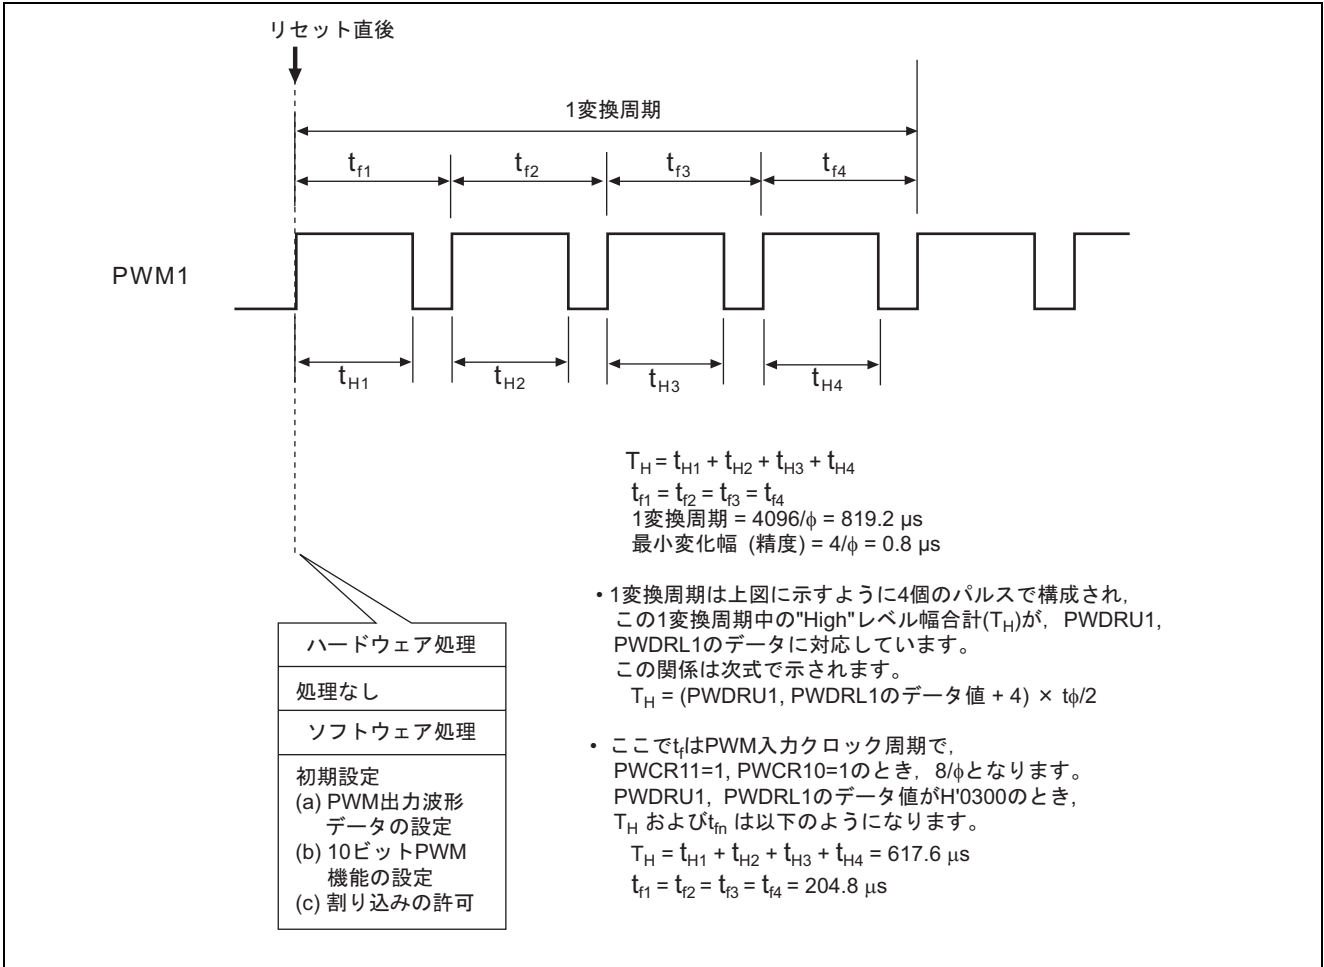 リセット直後
1変換周期
tf1
tf2
tf3
tf4
PWM1
tH1
tH2
tH3
tH4
TH = tH1 + tH2 + tH3 + tH4
tf1 = tf2 = tf3 = tf4
1変換周期 = 4096/ϕ = 819.2 μs
最小変化幅 (精度) = 4/ϕ = 0.8 μs
• 1変換周期は上図に示すように4個のパルスで構成され,
この1変換周期中の"High"レベル幅合計(TH)が, PWDRU1,
PWDRL1のデータに対応しています。
この関係は次式で示されます。
TH = (PWDRU1, PWDRL1のデータ値 + 4) × tϕ/2
• ここでtfはPWM入力クロック周期で,
PWCR11=1, PWCR10=1のとき, 8/ϕとなります。
PWDRU1, PWDRL1のデータ値がH'0300のとき,
TH およびtfn は以下のようになります。
TH = tH1 + tH2 + tH3 + tH4 = 617.6 μs
tf1 = tf2 = tf3 = tf4 = 204.8 μs
ハードウェア処理
処理なし
ソフトウェア処理
初期設定
(a) PWM出力波形
データの設定
(b) 10ビットPWM
機能の設定
(c) 割り込みの許可